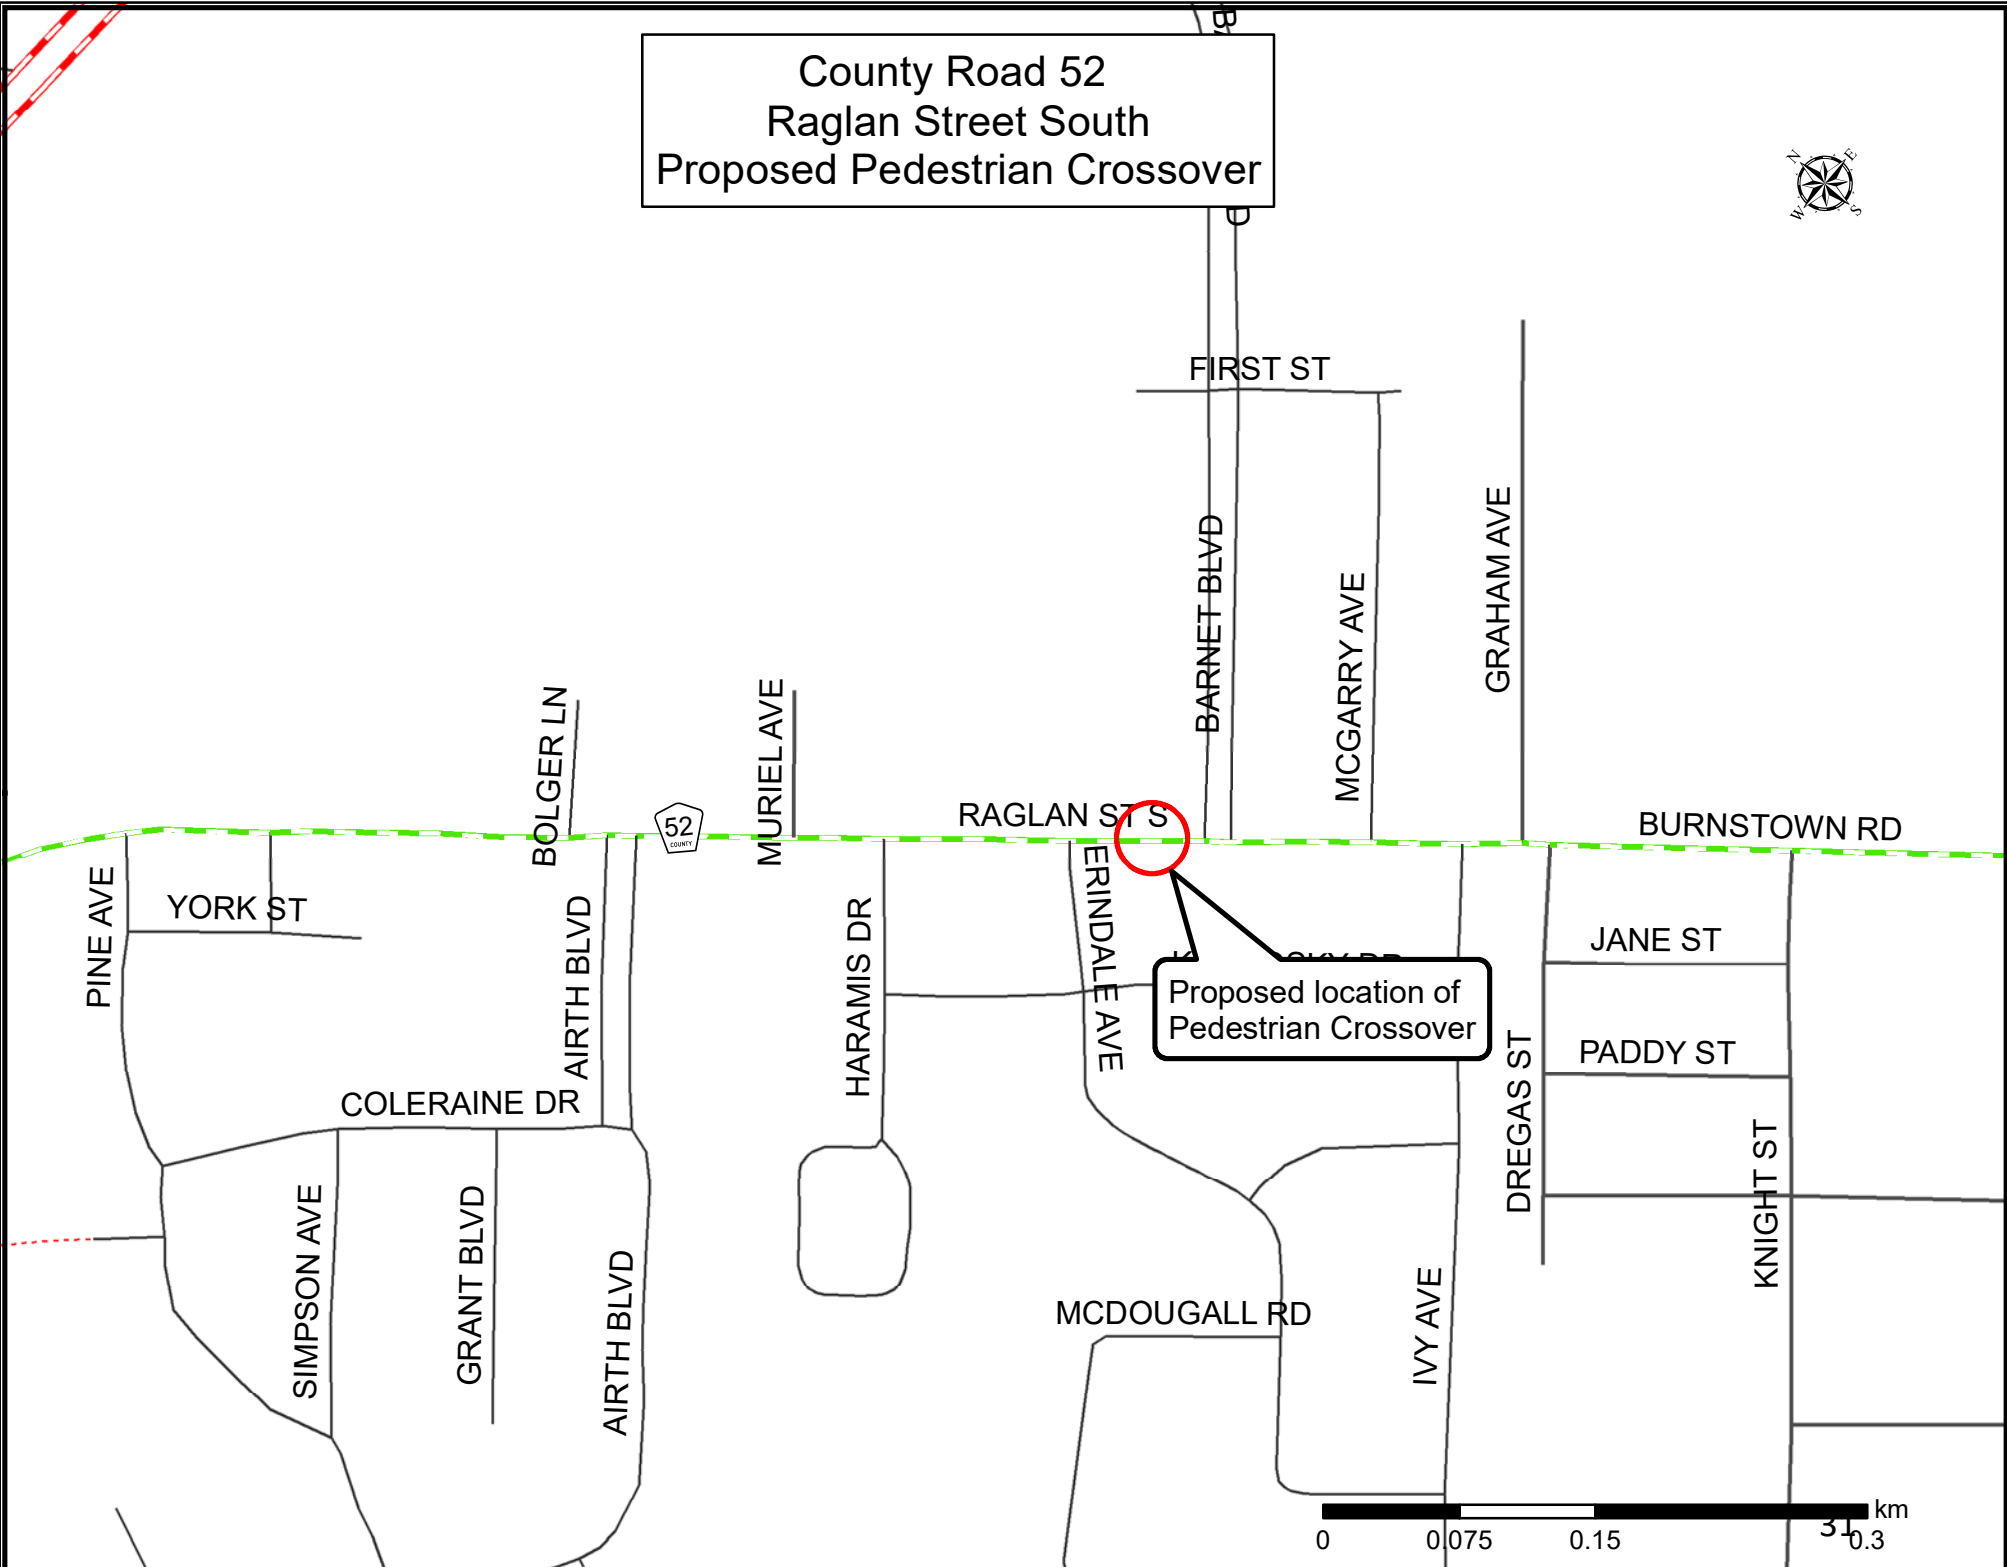 County Road 52
Raglan Street South
Proposed Pedestrian Crossover
N
E
W
S
FIRST ST
BARNET BLVD
MCGARRY AVE
GRAHAM AVE
BOLGER LN
MURIEL AVE
52
COUNTY
RAGLAN ST S
BURNSTOWN RD
PINE AVE
YORK ST
AIRTH BLVD
HARAMIS DR
ERINDALE AVE
Proposed location of
Pedestrian Crossover
JANE ST
PADDY ST
DREGAS ST
KNIGHT ST
COLERAINE DR
SIMPSON AVE
GRANT BLVD
AIRTH BLVD
MCDOUGALL RD
IVY AVE
km
0
0.075
0.15
0.3
31